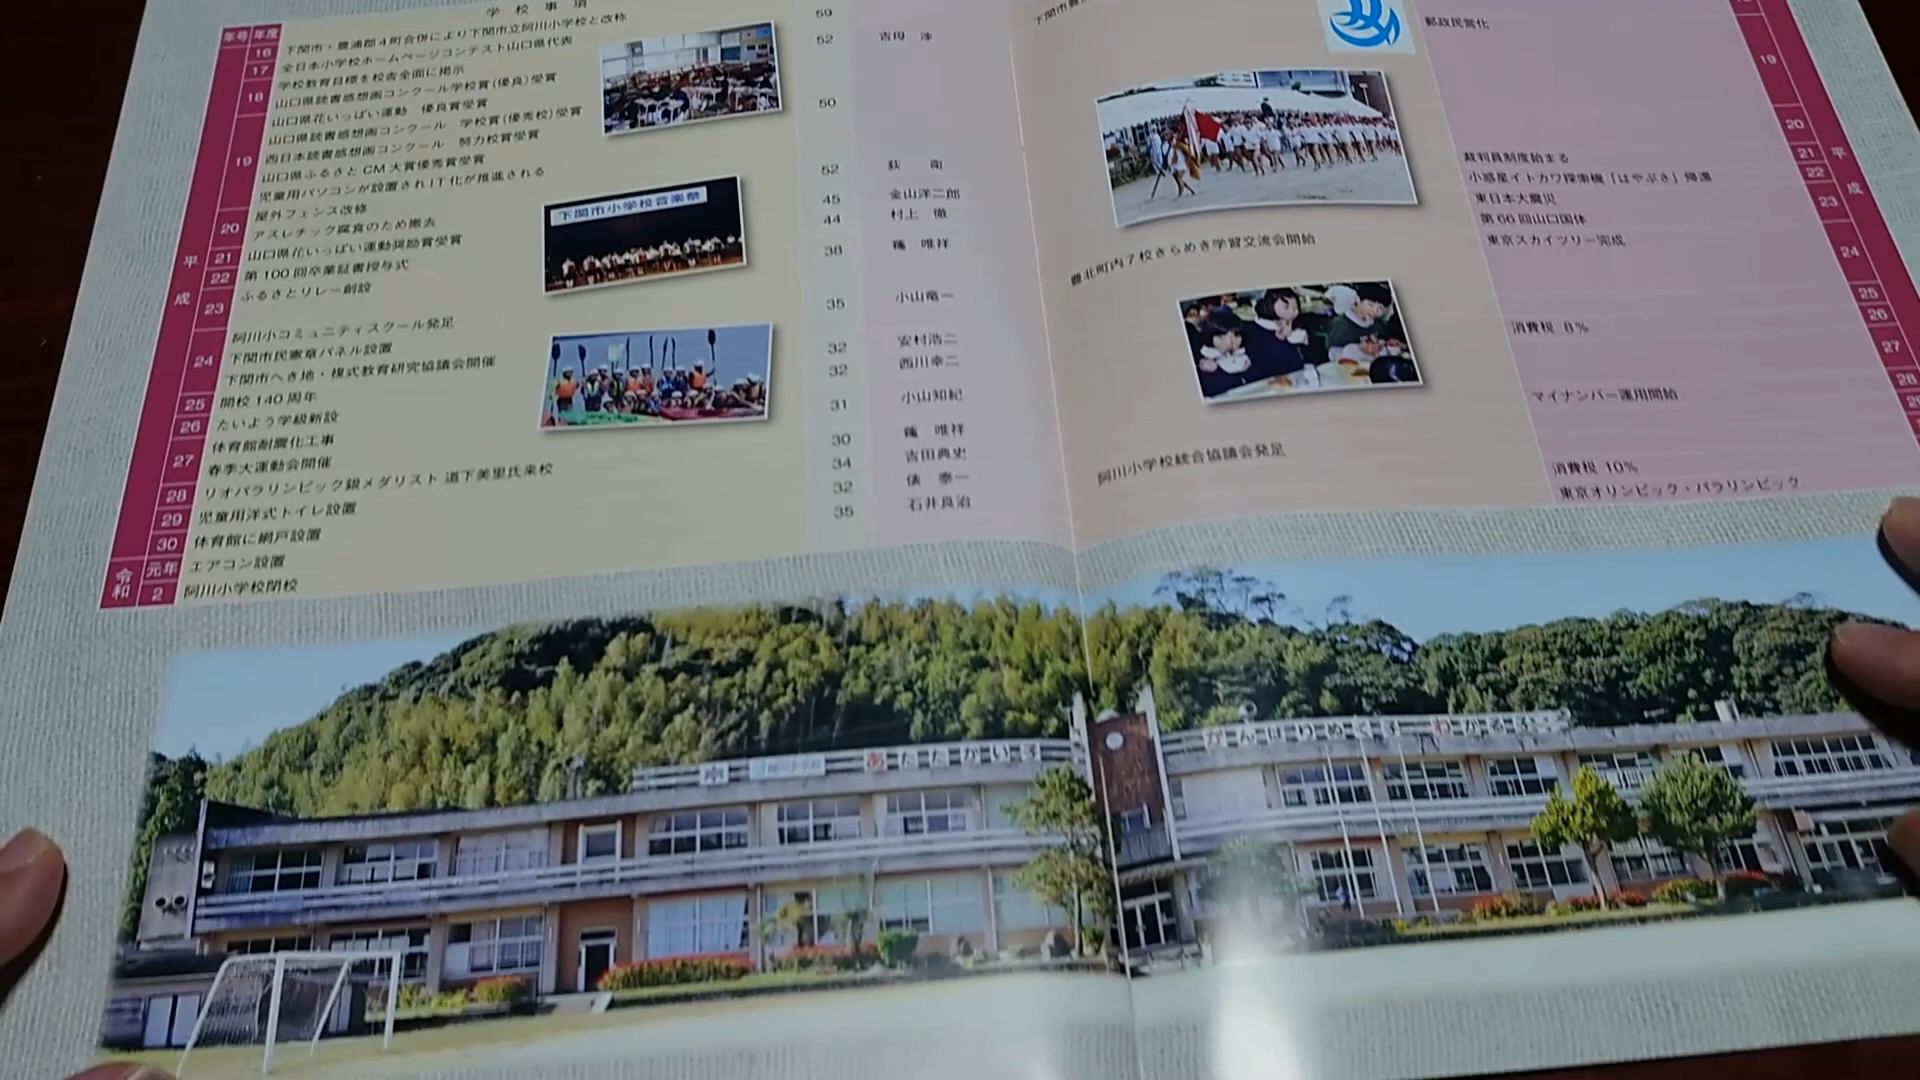 学校事項
年号 年度
平成
16
17
18
19
20
21
22
23
24
25
26
27
28
29
30
令和
元年
2
下関市・豊浦郡4町合併により下関市立阿川小学校と改称
全日本小学校ホームページコンテスト山口県代表
学校教育目標を校舎全面に掲示
山口県読書感想画コンクール学校賞(優良)受賞
山口県花いっぱい運動 優良賞受賞
山口県読書感想画コンクール 学校賞(優秀校)受賞
西日本読書感想画コンクール 努力校賞受賞
山口県ふるさとCM大賞優秀賞受賞
児童用パソコンが設置されIT化が推進される
屋外フェンス改修
アスレチック腐食のため撤去
山口県花いっぱい運動奨励賞受賞
第100回卒業証書授与式
ふるさとリレー創設
阿川小コミュニティスクール発足
下関市民憲章パネル設置
下関市へき地・複式教育研究協議会開催
開校140周年
たいよう学級新設
体育館耐震化工事
春季大運動会開催
リオパラリンピック銀メダリスト 道下美里氏来校
児童用洋式トイレ設置
体育館に網戸設置
エアコン設置
阿川小学校閉校
下関市小学校音楽祭
59
52
50
52
45
44
38
35
32
32
31
30
34
32
35
吉母 渉
萩 衛
金山洋二郎
村上 徹
唯祥
小山竜一
安村浩二
西川幸二
小山知紀
唯祥
吉田典史
俵 泰一
石井良治
豊北町内7校きらめき学習交流会開始
阿川小学校統合協議会発足
郵政民営化
裁判員制度始まる
小惑星イトカワ探索機「はやぶさ」帰還
東日本大震災
第66回山口国体
東京スカイツリー完成
消費税 8%
マイナンバー運用開始
消費税 10%
東京オリンピック・パラリンピック
平成
19
20
21
22
23
24
25
26
27
28
あたたかい子
がんばりぬく子 わかる子